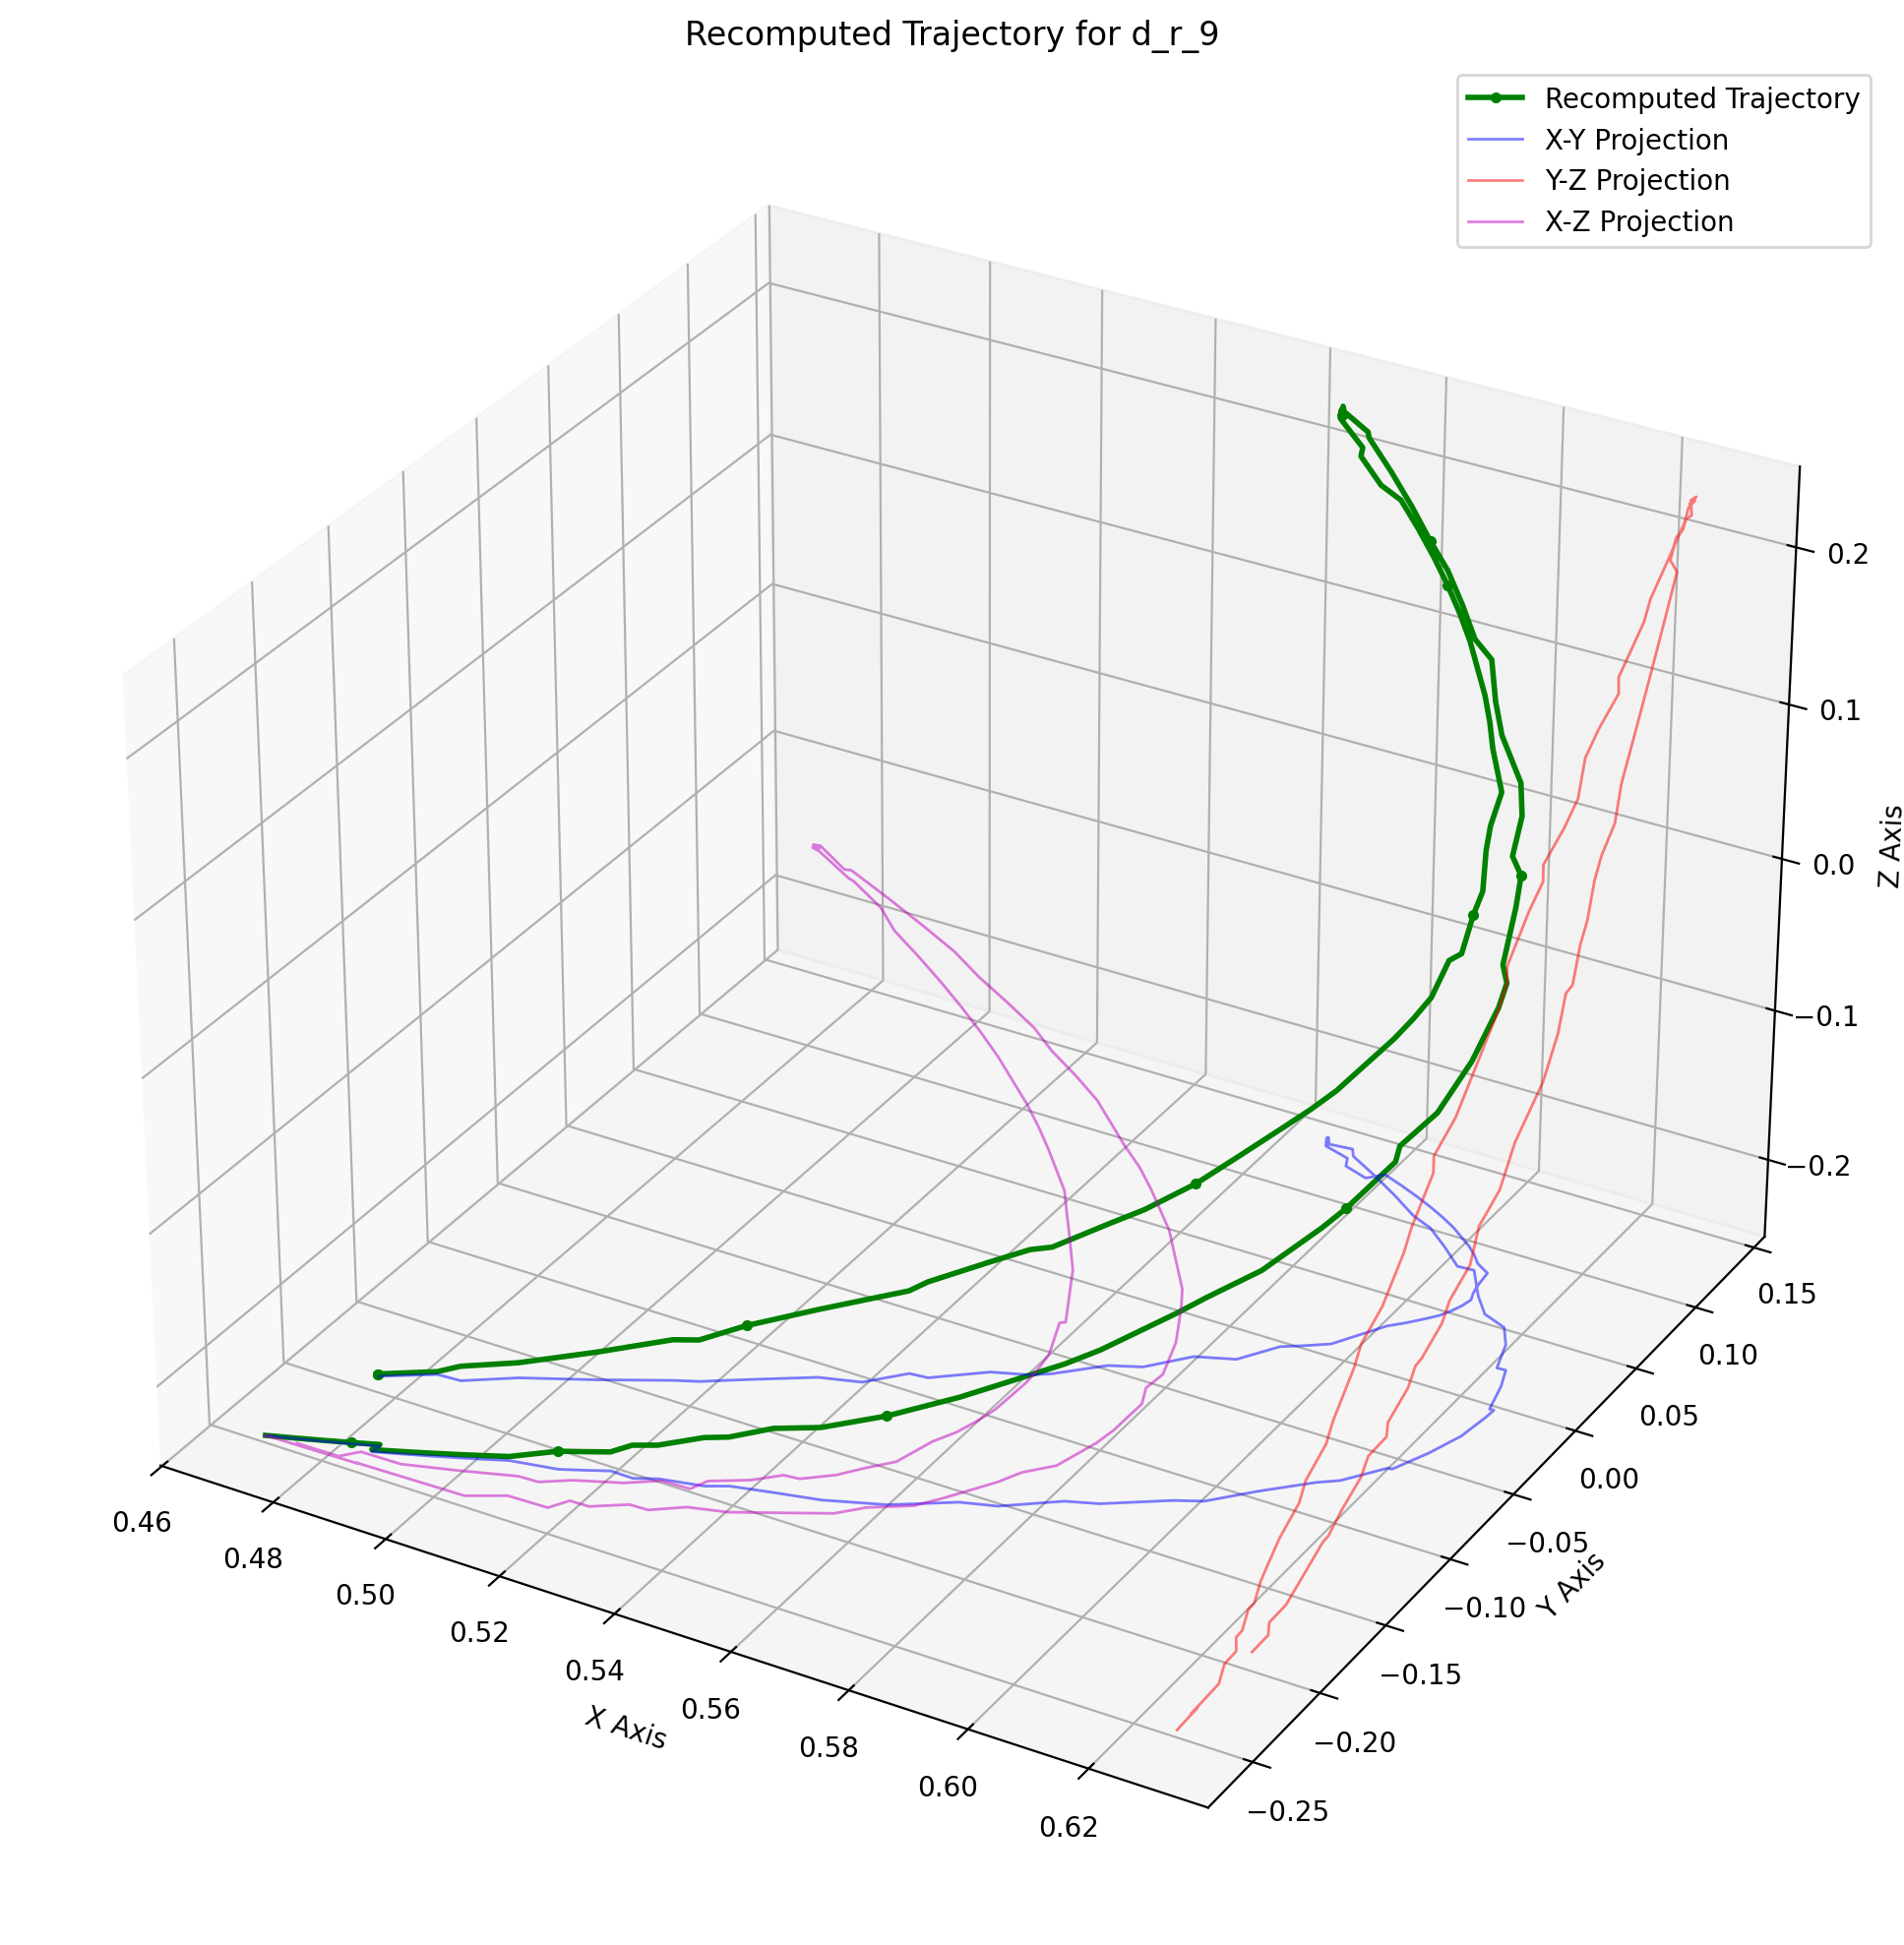 Recomputed Trajectory for d_r_9
Recomputed Trajectory
X-Y Projection
Y-Z Projection
X-Z Projection
0.2
0.1
0.0
−0.1
−0.2
Z Axis
0.15
0.10
0.05
0.00
−0.05
−0.10
−0.15
−0.20
−0.25
Y Axis
0.46
0.48
0.50
0.52
0.54
0.56
0.58
0.60
0.62
X Axis